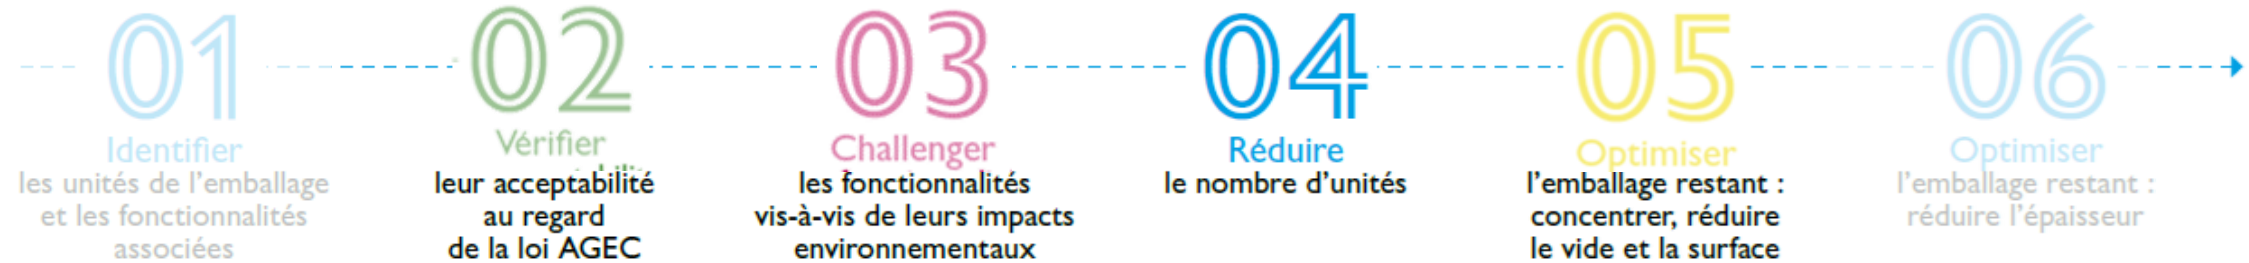 01
Identifier
les unités de l'emballage
et les fonctionnalités
associées
02
Vérifier
leur acceptabilité
au regard
de la loi AGEC
03
Challenger
les fonctionnalités
vis-à-vis de leurs impacts
environnementaux
04
Réduire
le nombre d'unités
05
Optimiser
l'emballage restant :
concentrer, réduire
le vide et la surface
06
Optimiser
l'emballage restant :
réduire l'épaisseur